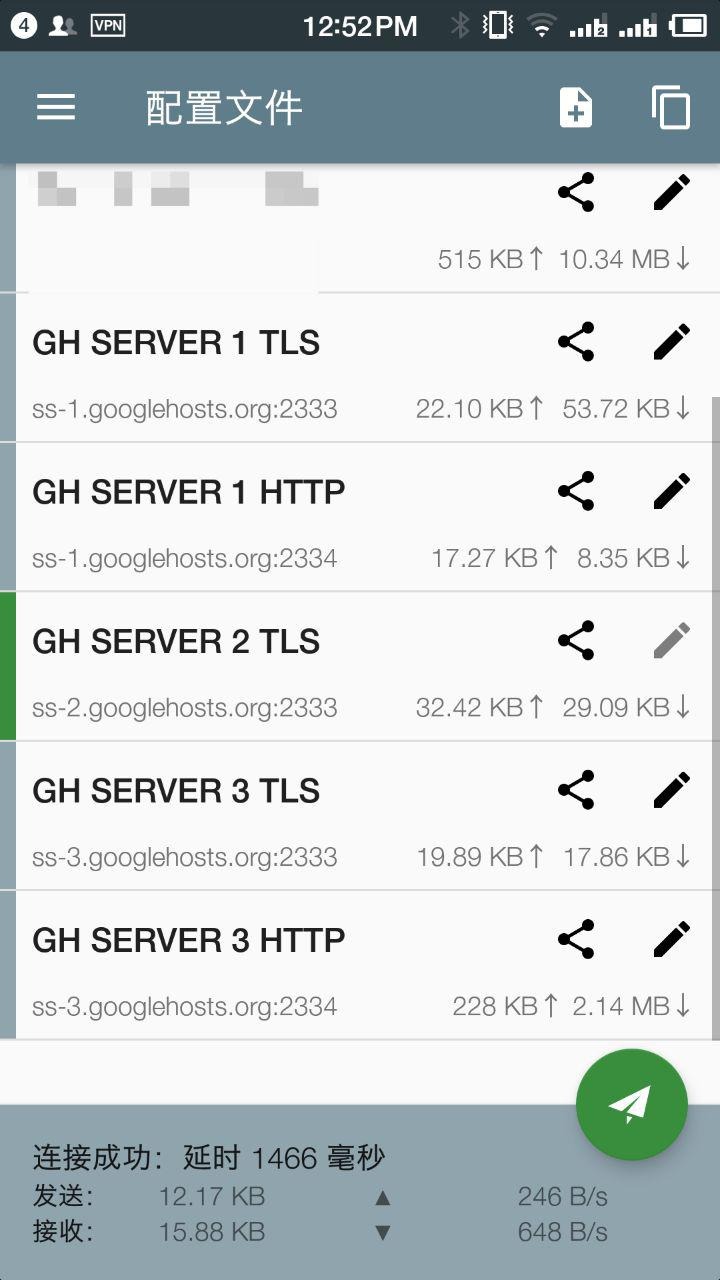 4 VPN 12:52PM 2 1
配置文件
515 KB↑ 10.34 MB↓
GH SERVER 1 TLS
ss-1.googlehosts.org:2333 22.10 KB↑ 53.72 KB↓
GH SERVER 1 HTTP
ss-1.googlehosts.org:2334 17.27 KB↑ 8.35 KB↓
GH SERVER 2 TLS
ss-2.googlehosts.org:2333 32.42 KB↑ 29.09 KB↓
GH SERVER 3 TLS
ss-3.googlehosts.org:2333 19.89 KB↑ 17.86 KB↓
GH SERVER 3 HTTP
ss-3.googlehosts.org:2334 228 KB↑ 2.14 MB↓
连接成功：延时 1466 毫秒
发送： 12.17 KB ▲ 246 B/s
接收： 15.88 KB ▼ 648 B/s